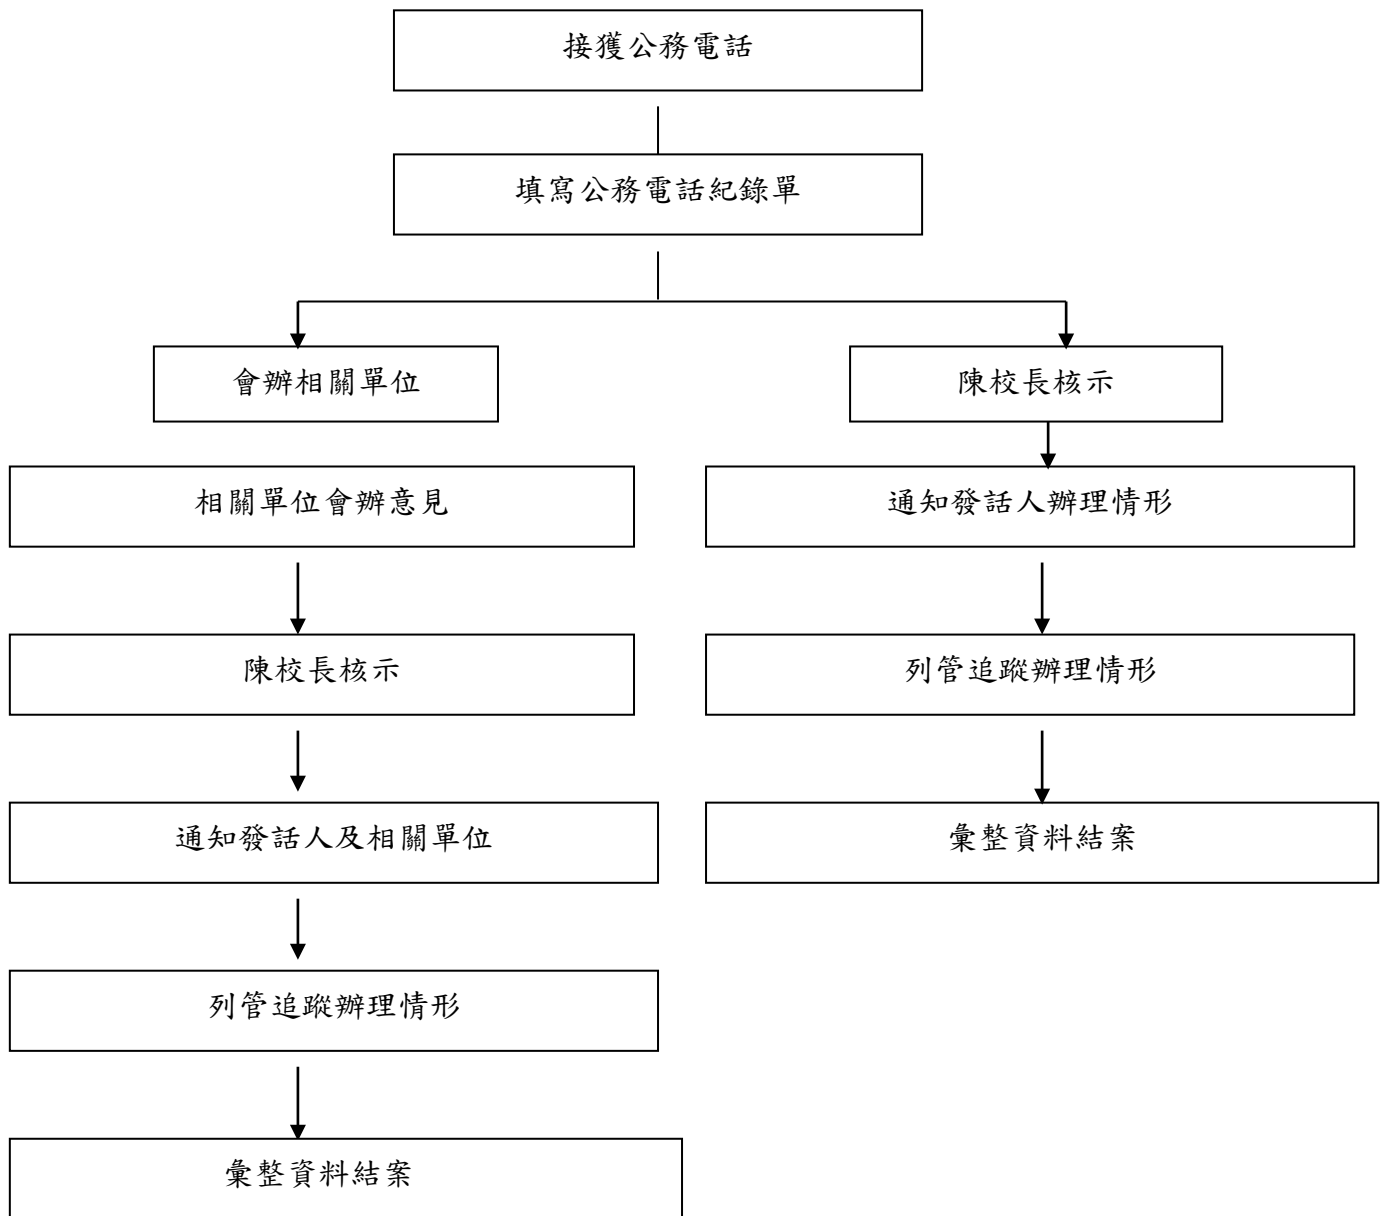 接獲公務電話
填寫公務電話紀錄單
會辦相關單位
陳校長核示
相關單位會辦意見
通知發話人辦理情形
陳校長核示
列管追蹤辦理情形
通知發話人及相關單位
彙整資料結案
列管追蹤辦理情形
彙整資料結案